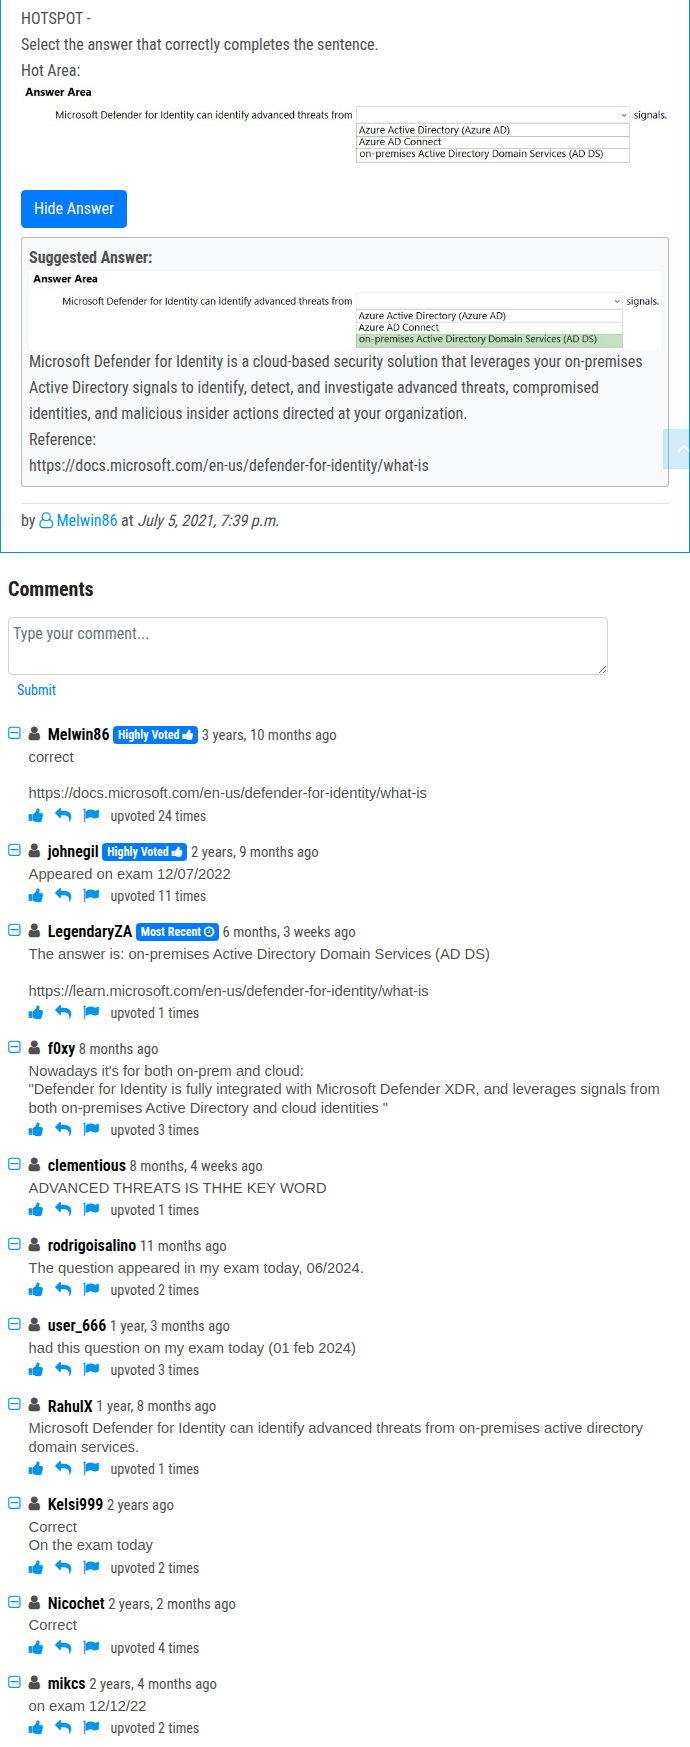 HOTSPOT -
Select the answer that correctly completes the sentence.
Hot Area:
Answer Area
Microsoft Defender for Identity can identify advanced threats from signals.
Azure Active Directory (Azure AD)
Azure AD Connect
on-premises Active Directory Domain Services (AD DS)
Hide Answer
Suggested Answer:
Answer Area
Microsoft Defender for Identity can identify advanced threats from signals.
Azure Active Directory (Azure AD)
Azure AD Connect
on-premises Active Directory Domain Services (AD DS)
Microsoft Defender for Identity is a cloud-based security solution that leverages your on-premises
Active Directory signals to identify, detect, and investigate advanced threats, compromised
identities, and malicious insider actions directed at your organization.
Reference:
https://docs.microsoft.com/en-us/defender-for-identity/what-is
by Melwin86 at July 5, 2021, 7:39 p.m.
Comments
Type your comment...
Submit
Melwin86 Highly Voted 3 years, 10 months ago
correct
https://docs.microsoft.com/en-us/defender-for-identity/what-is
upvoted 24 times
johnegil Highly Voted 2 years, 9 months ago
Appeared on exam 12/07/2022
upvoted 11 times
LegendaryZA Most Recent 6 months, 3 weeks ago
The answer is: on-premises Active Directory Domain Services (AD DS)
https://learn.microsoft.com/en-us/defender-for-identity/what-is
upvoted 1 times
f0xy 8 months ago
Nowadays it's for both on-prem and cloud:
"Defender for Identity is fully integrated with Microsoft Defender XDR, and leverages signals from
both on-premises Active Directory and cloud identities "
upvoted 3 times
clementious 8 months, 4 weeks ago
ADVANCED THREATS IS THHE KEY WORD
upvoted 1 times
rodrigoisalino 11 months ago
The question appeared in my exam today, 06/2024.
upvoted 2 times
user_666 1 year, 3 months ago
had this question on my exam today (01 feb 2024)
upvoted 3 times
RahulX 1 year, 8 months ago
Microsoft Defender for Identity can identify advanced threats from on-premises active directory
domain services.
upvoted 1 times
Kelsi999 2 years ago
Correct
On the exam today
upvoted 2 times
Nicochet 2 years, 2 months ago
Correct
upvoted 4 times
mikcs 2 years, 4 months ago
on exam 12/12/22
upvoted 2 times